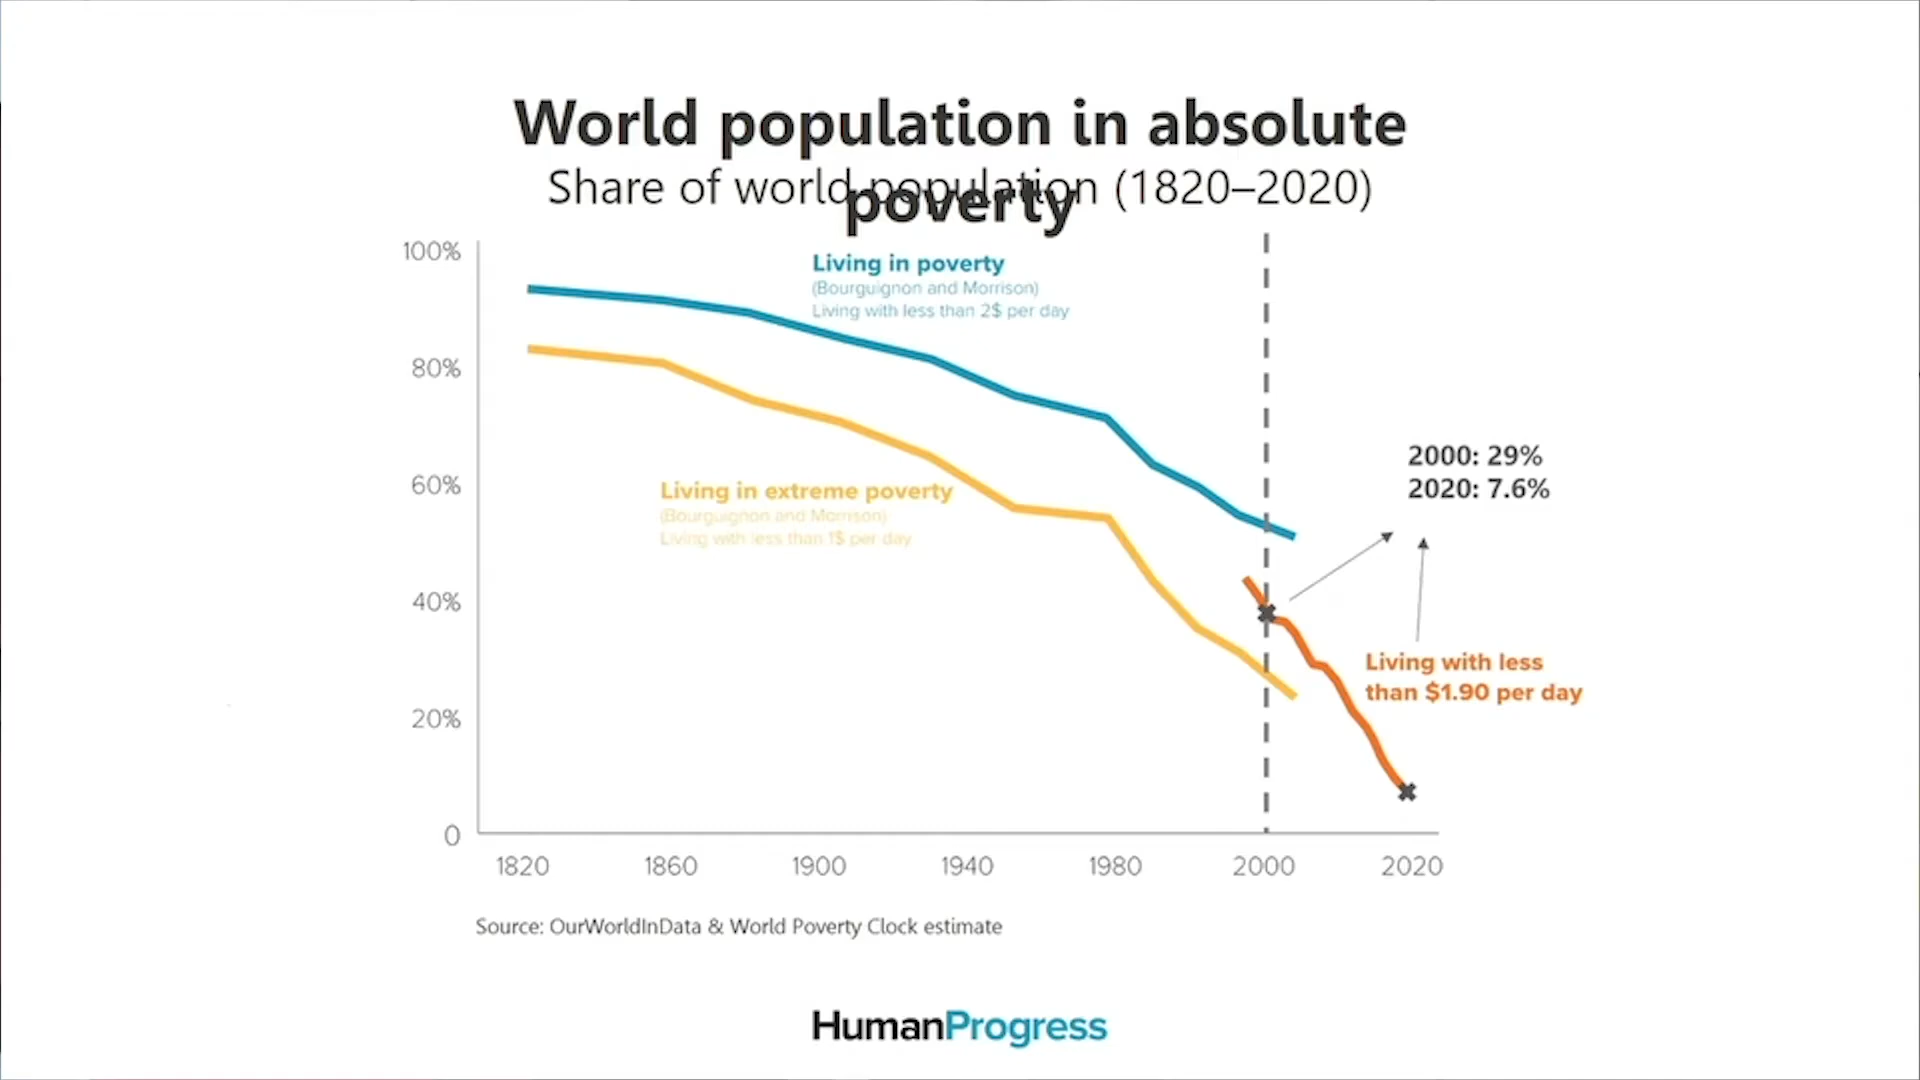 World population in absolute
poverty
Share of world population (1820–2020)
100%
80%
60%
40%
20%
0
Living in poverty
(Bourguignon and Morrison)
Living with less than 2$ per day
Living in extreme poverty
(Bourguignon and Morrison)
Living with less than 1$ per day
2000: 29%
2020: 7.6%
Living with less
than $1.90 per day
1820 1860 1900 1940 1980 2000 2020
Source: OurWorldInData & World Poverty Clock estimate
HumanProgress